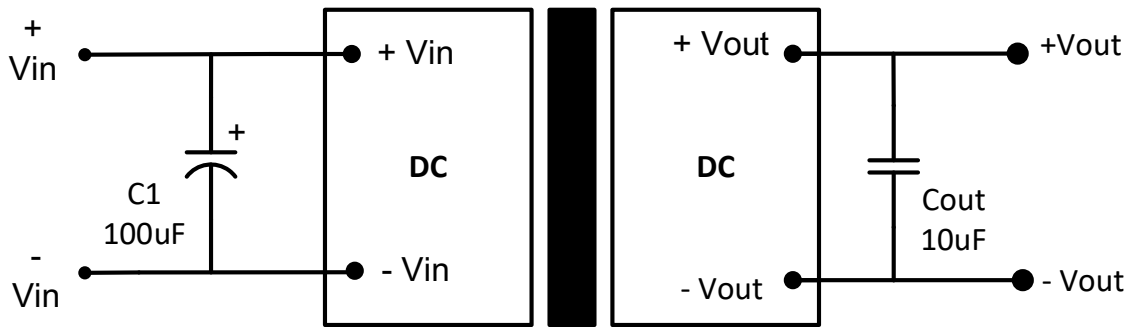 +
Vin
+ Vin
+
C1
100uF
-
Vin
- Vin
DC
DC
+ Vout
+Vout
Cout
10uF
- Vout
- Vout